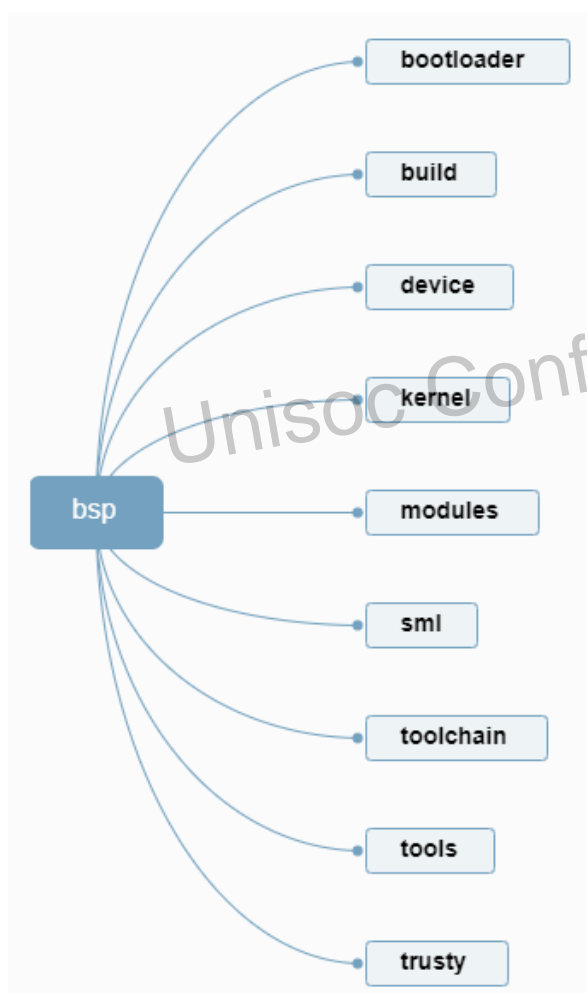 bootloader
build
device
kernel
bsp
modules
sml
toolchain
tools
trusty
Unisoc Conf